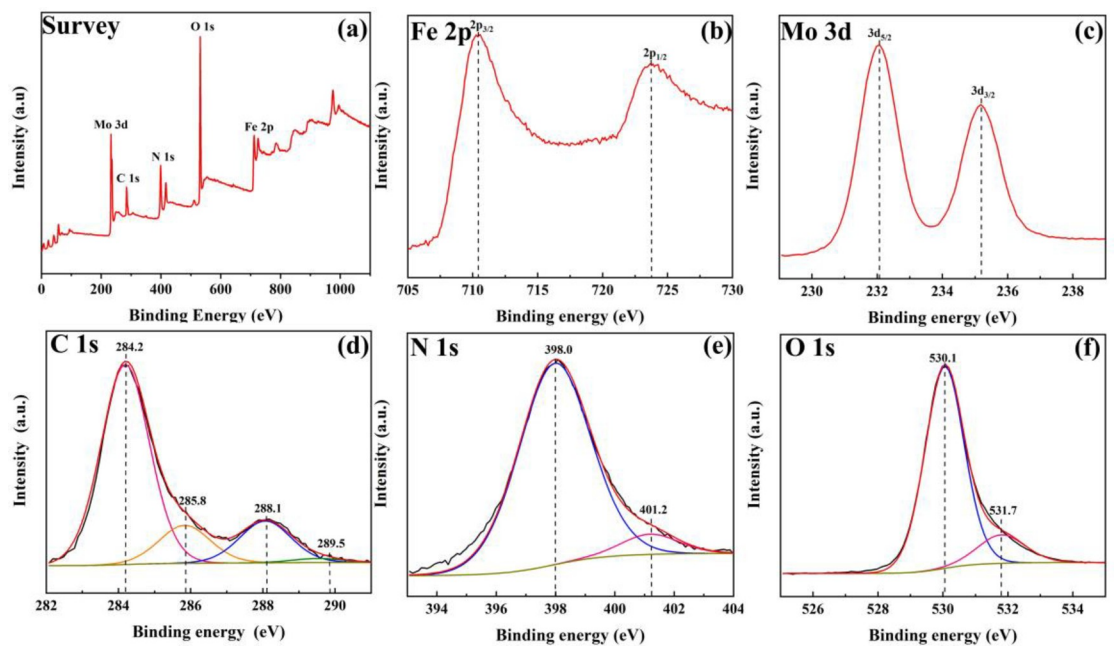 Survey
(a)
O 1s
Mo 3d
C 1s
N 1s
Fe 2p
Intensity (a.u)
0 200 400 600 800 1000
Binding Energy (eV)
Fe 2p
(b)
2p3/2
2p1/2
Intensity (a.u.)
705 710 715 720 725 730
Binding energy (eV)
Mo 3d
(c)
3d5/2
3d3/2
Intensity (a.u.)
230 232 234 236 238
Binding energy (eV)
C 1s
(d)
284.2
285.8
288.1
289.5
Intensity (a.u.)
282 284 286 288 290
Binding energy (eV)
N 1s
(e)
398.0
401.2
Intensity (a.u.)
394 396 398 400 402 404
Binding energy (eV)
O 1s
(f)
530.1
531.7
Intensity (a.u.)
526 528 530 532 534
Binding energy (eV)